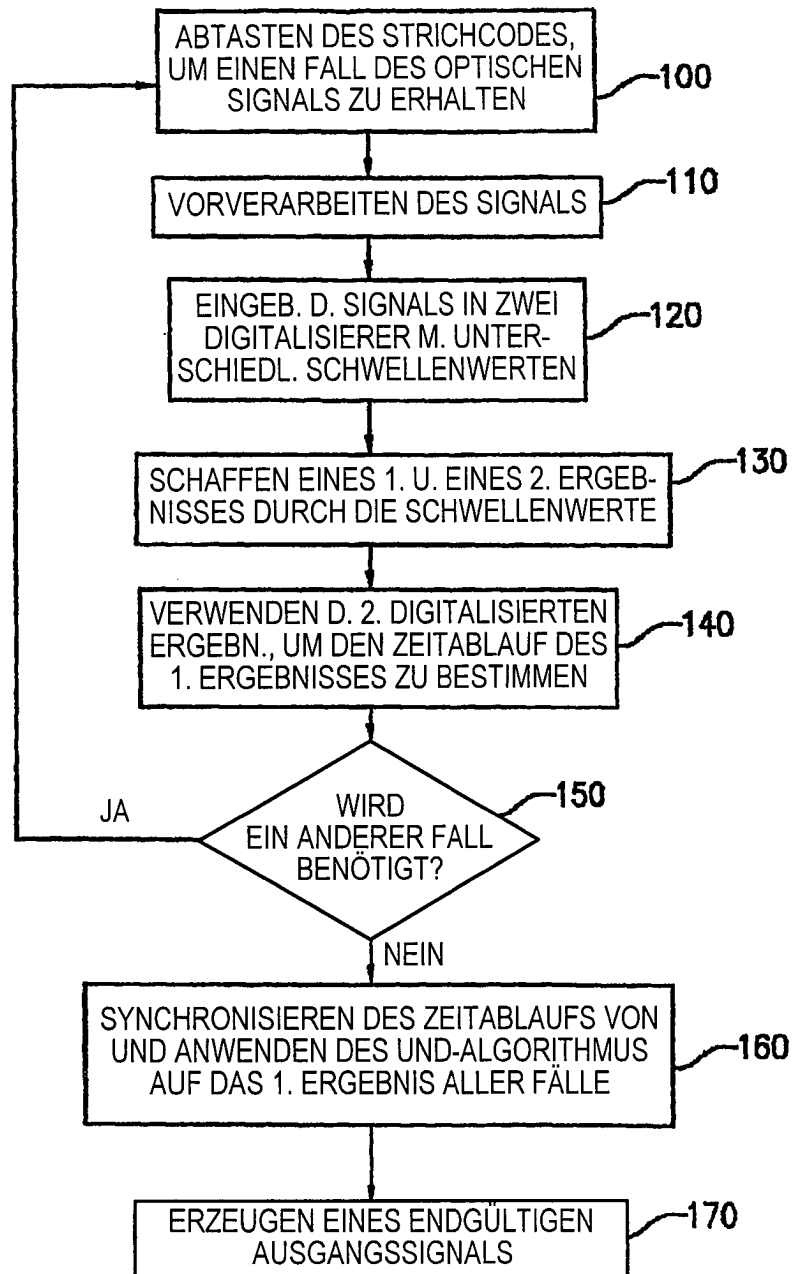 ABTASTEN DES STRICHCODES,
UM EINEN FALL DES OPTISCHEN
SIGNALS ZU ERHALTEN
100
VORVERARBEITEN DES SIGNALS
110
EINGEB. D. SIGNALS IN ZWEI
DIGITALISIERER M. UNTER-
SCHIEDL. SCHWELLENWERTEN
120
SCHAFFEN EINES 1. U. EINES 2. ERGEB-
NISSES DURCH DIE SCHWELLENWERTE
130
VERWENDEN D. 2. DIGITALISIERTEN
ERGEBN., UM DEN ZEITABLAUF DES
1. ERGEBNISSES ZU BESTIMMEN
140
WIRD
EIN ANDERER FALL
BENÖTIGT?
150
JA
NEIN
SYNCHRONISIEREN DES ZEITABLAUFS VON
UND ANWENDEN DES UND-ALGORITHMUS
AUF DAS 1. ERGEBNIS ALLER FÄLLE
160
ERZEUGEN EINES ENDGÜLTIGEN
AUSGANGSSIGNALS
170